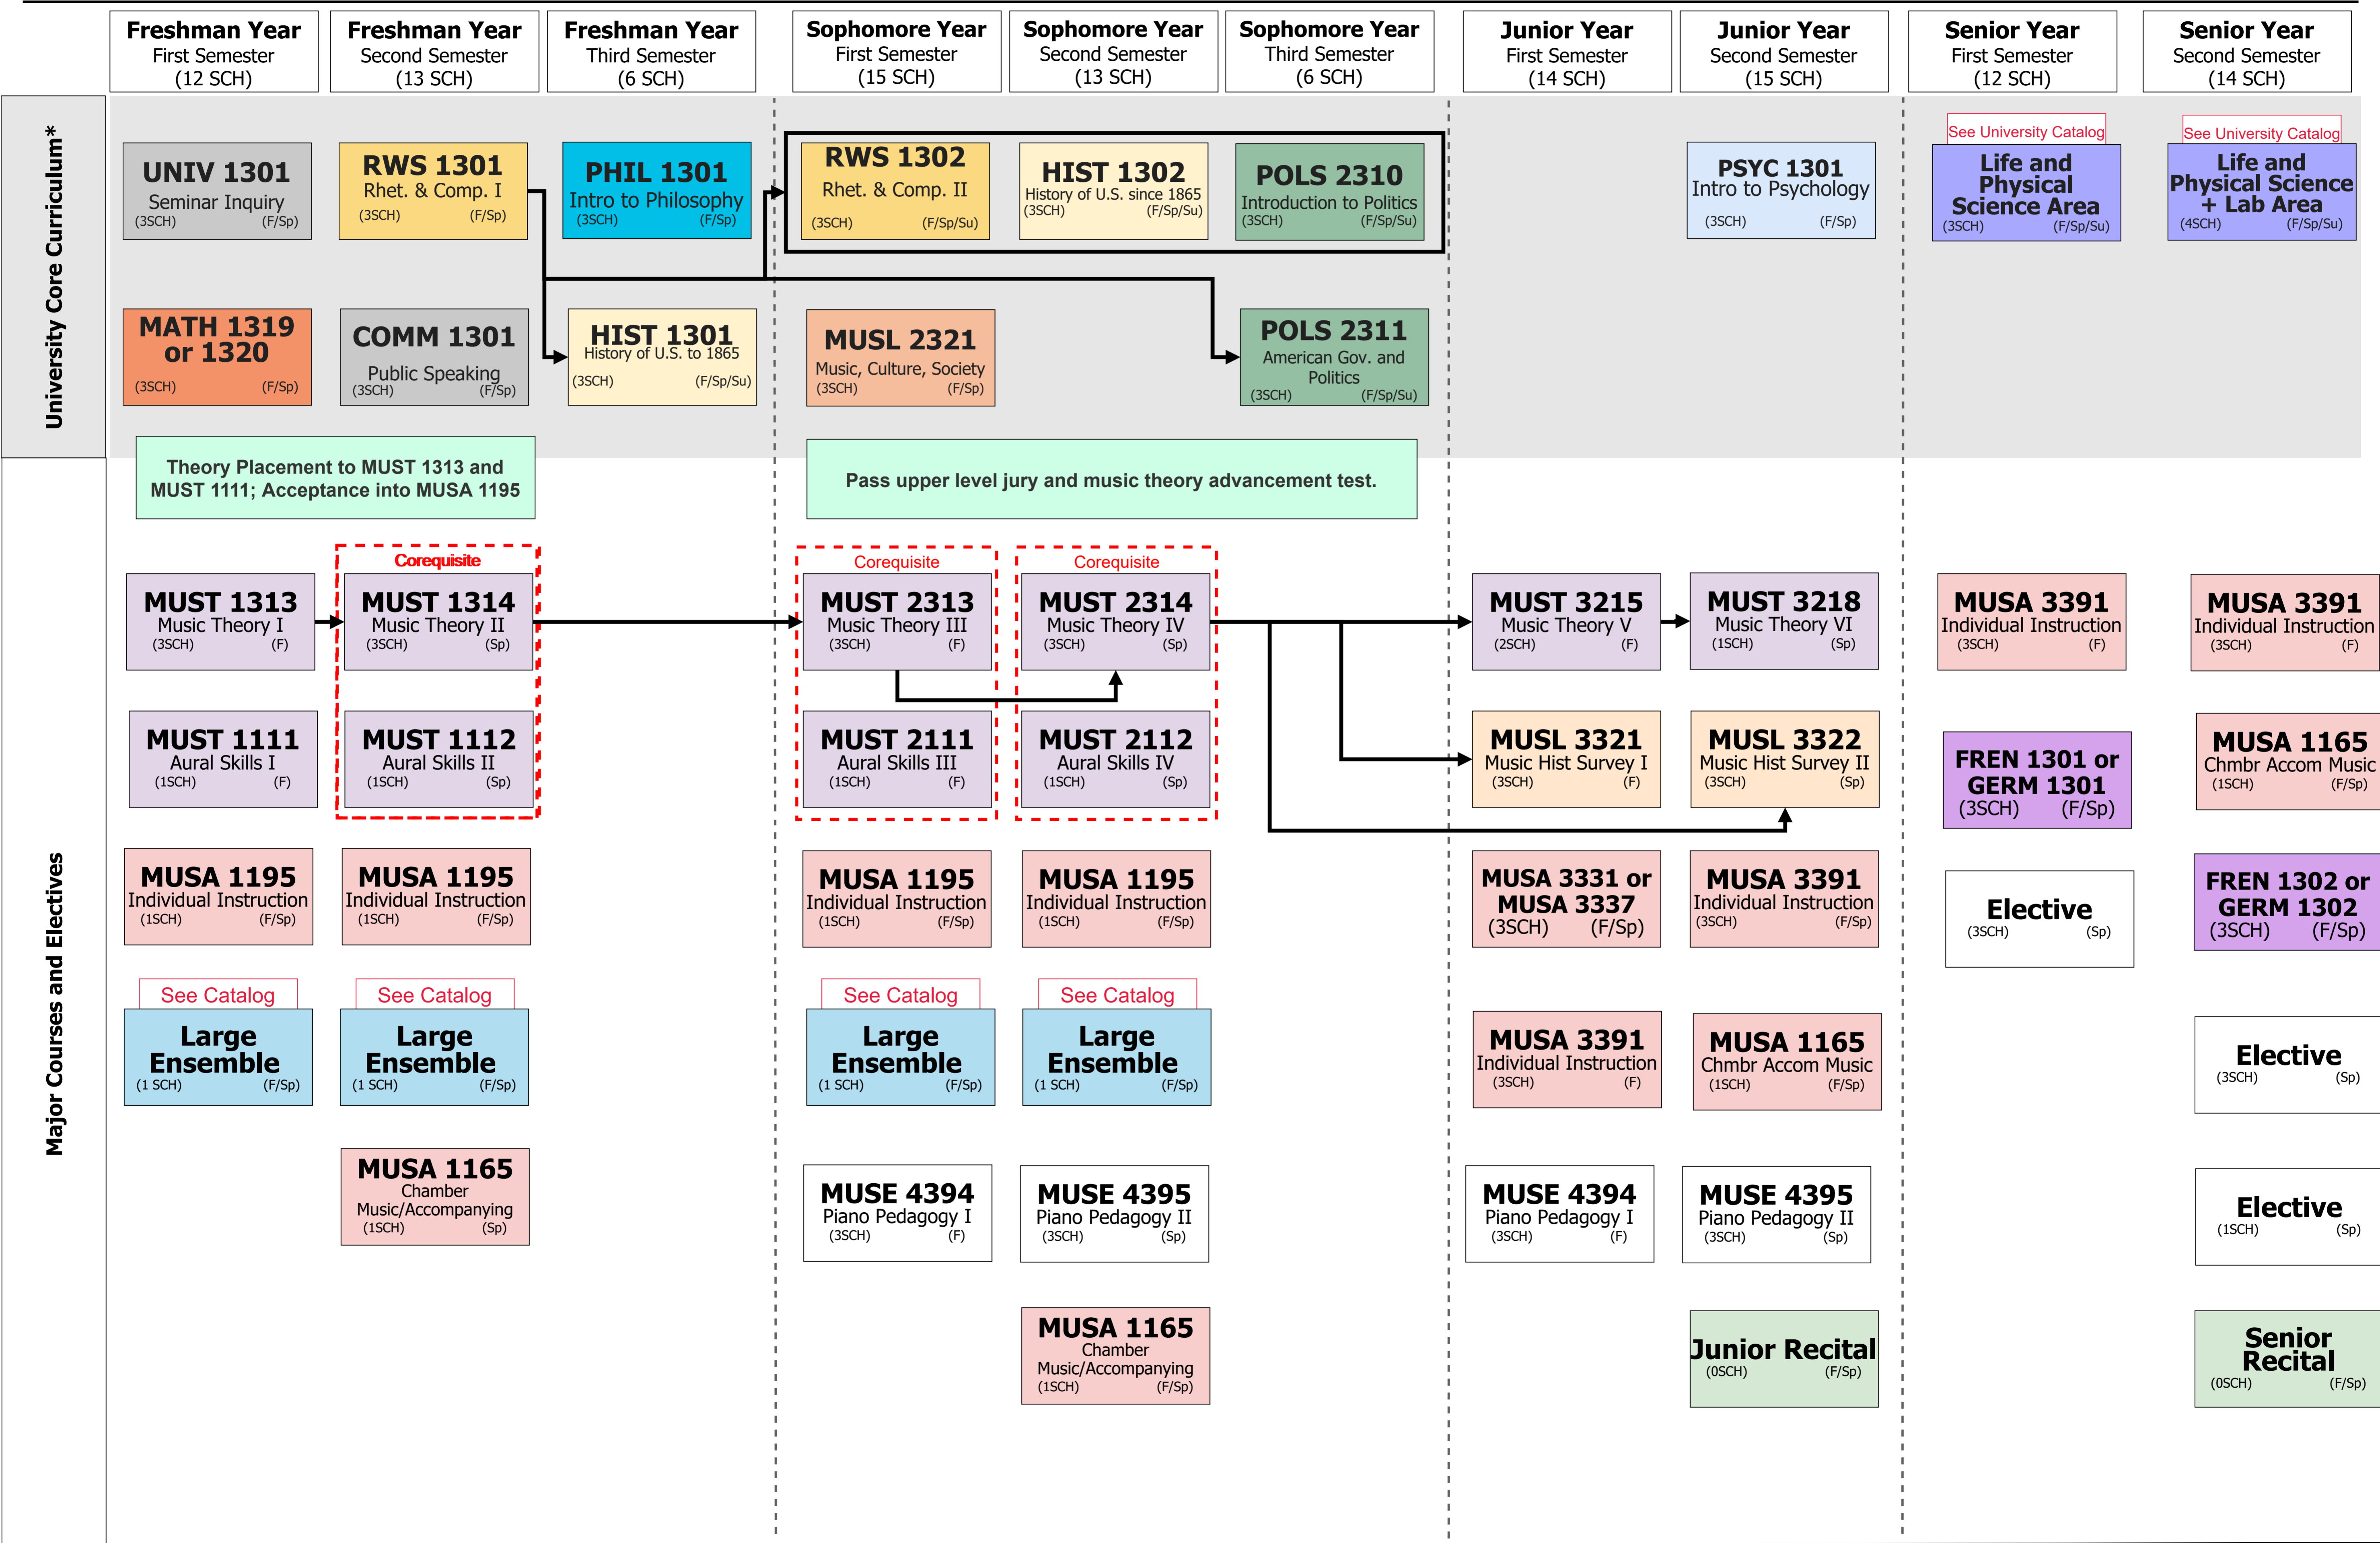 Freshman Year
First Semester
(12 SCH)
Freshman Year
Second Semester
(13 SCH)
Freshman Year
Third Semester
(6 SCH)
Sophomore Year
First Semester
(15 SCH)
Sophomore Year
Second Semester
(13 SCH)
Sophomore Year
Third Semester
(6 SCH)
Junior Year
First Semester
(14 SCH)
Junior Year
Second Semester
(15 SCH)
Senior Year
First Semester
(12 SCH)
Senior Year
Second Semester
(14 SCH)
University Core Curriculum*
UNIV 1301
Seminar Inquiry
(3SCH) (F/Sp)
RWS 1301
Rhet. & Comp. I
(3SCH) (F/Sp)
PHIL 1301
Intro to Philosophy
(3SCH) (F/Sp)
RWS 1302
Rhet. & Comp. II
(3SCH) (F/Sp/Su)
HIST 1302
History of U.S. since 1865
(3SCH) (F/Sp/Su)
POLS 2310
Introduction to Politics
(3SCH) (F/Sp/Su)
PSYC 1301
Intro to Psychology
(3SCH) (F/Sp)
See University Catalog
Life and
Physical
Science Area
(3SCH) (F/Sp/Su)
See University Catalog
Life and
Physical Science
+ Lab Area
(4SCH) (F/Sp/Su)
MATH 1319
or 1320
(3SCH) (F/Sp)
COMM 1301
Public Speaking
(3SCH) (F/Sp)
HIST 1301
History of U.S. to 1865
(3SCH) (F/Sp/Su)
MUSL 2321
Music, Culture, Society
(3SCH) (F/Sp)
POLS 2311
American Gov. and
Politics
(3SCH) (F/Sp/Su)
Theory Placement to MUST 1313 and
MUST 1111; Acceptance into MUSA 1195
Pass upper level jury and music theory advancement test.
Major Courses and Electives
MUST 1313
Music Theory I
(3SCH) (F)
Corequisite
MUST 1314
Music Theory II
(3SCH) (Sp)
Corequisite
MUST 2313
Music Theory III
(3SCH) (F)
Corequisite
MUST 2314
Music Theory IV
(3SCH) (Sp)
MUST 3215
Music Theory V
(2SCH) (F)
MUST 3218
Music Theory VI
(1SCH) (Sp)
MUSA 3391
Individual Instruction
(3SCH) (F)
MUSA 3391
Individual Instruction
(3SCH) (F)
MUST 1111
Aural Skills I
(1SCH) (F)
MUST 1112
Aural Skills II
(1SCH) (Sp)
MUST 2111
Aural Skills III
(1SCH) (F)
MUST 2112
Aural Skills IV
(1SCH) (Sp)
MUSL 3321
Music Hist Survey I
(3SCH) (F)
MUSL 3322
Music Hist Survey II
(3SCH) (Sp)
FREN 1301 or
GERM 1301
(3SCH) (F/Sp)
MUSA 1165
Chmbr Accom Music
(1SCH) (F/Sp)
MUSA 1195
Individual Instruction
(1SCH) (F/Sp)
MUSA 1195
Individual Instruction
(1SCH) (F/Sp)
MUSA 1195
Individual Instruction
(1SCH) (F/Sp)
MUSA 1195
Individual Instruction
(1SCH) (F/Sp)
MUSA 3331 or
MUSA 3337
(3SCH) (F/Sp)
MUSA 3391
Individual Instruction
(3SCH) (F/Sp)
Elective
(3SCH) (Sp)
FREN 1302 or
GERM 1302
(3SCH) (F/Sp)
See Catalog
Large
Ensemble
(1 SCH) (F/Sp)
See Catalog
Large
Ensemble
(1 SCH) (F/Sp)
See Catalog
Large
Ensemble
(1 SCH) (F/Sp)
See Catalog
Large
Ensemble
(1 SCH) (F/Sp)
MUSA 3391
Individual Instruction
(3SCH) (F)
MUSA 1165
Chmbr Accom Music
(1SCH) (F/Sp)
Elective
(3SCH) (Sp)
MUSA 1165
Chamber
Music/Accompanying
(1SCH) (Sp)
MUSE 4394
Piano Pedagogy I
(3SCH) (F)
MUSE 4395
Piano Pedagogy II
(3SCH) (Sp)
MUSE 4394
Piano Pedagogy I
(3SCH) (F)
MUSE 4395
Piano Pedagogy II
(3SCH) (Sp)
Elective
(1SCH) (Sp)
MUSA 1165
Chamber
Music/Accompanying
(1SCH) (F/Sp)
Junior Recital
(0SCH) (F/Sp)
Senior
Recital
(0SCH) (F/Sp)